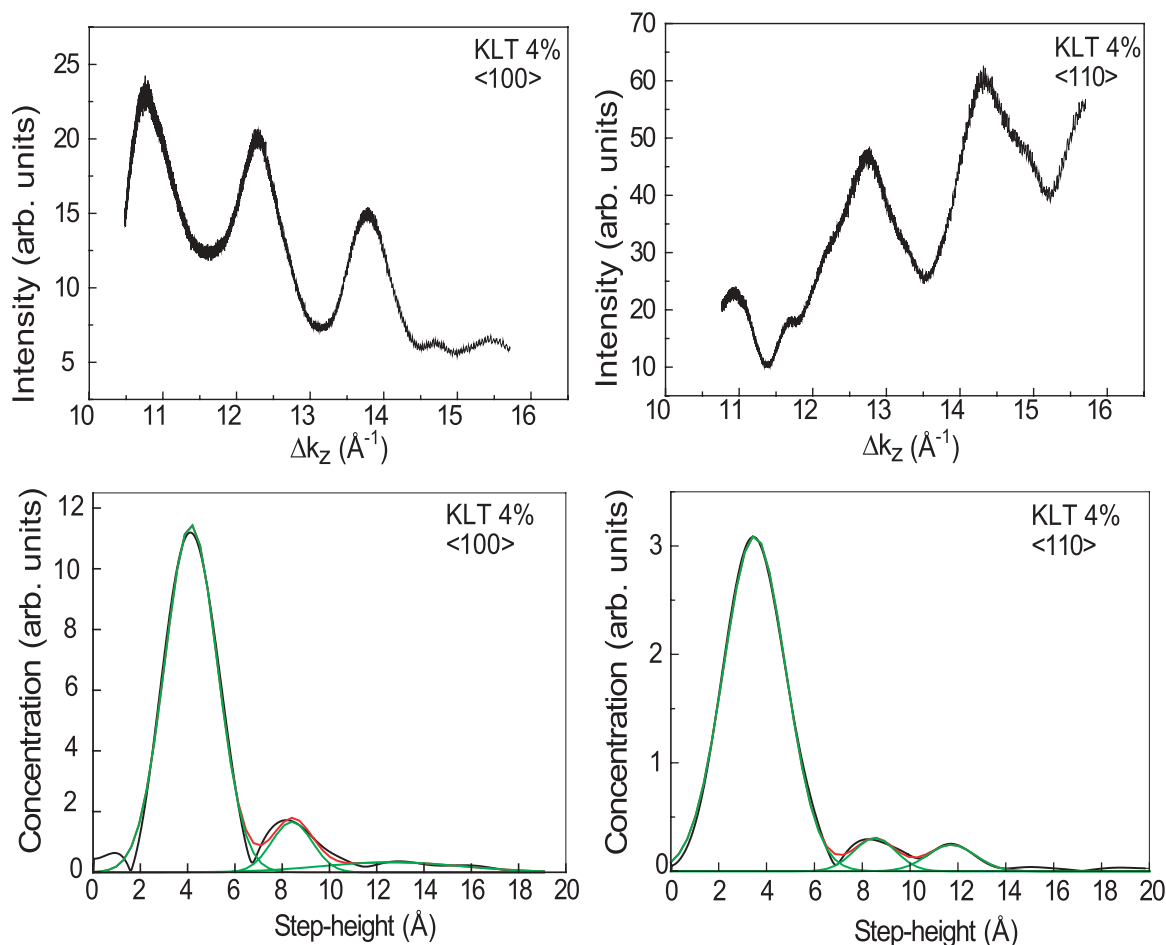 KLT 4%
<100>
Intensity (arb. units)
25
20
15
10
5
10 11 12 13 14 15 16
Δkz (Å-1)
KLT 4%
<110>
Intensity (arb. units)
70
60
50
40
30
20
10
10 11 12 13 14 15 16
Δkz (Å-1)
KLT 4%
<100>
Concentration (arb. units)
12
10
8
6
4
2
0
0 2 4 6 8 10 12 14 16 18 20
Step-height (Å)
KLT 4%
<110>
Concentration (arb. units)
3
2
1
0
0 2 4 6 8 10 12 14 16 18 20
Step-height (Å)